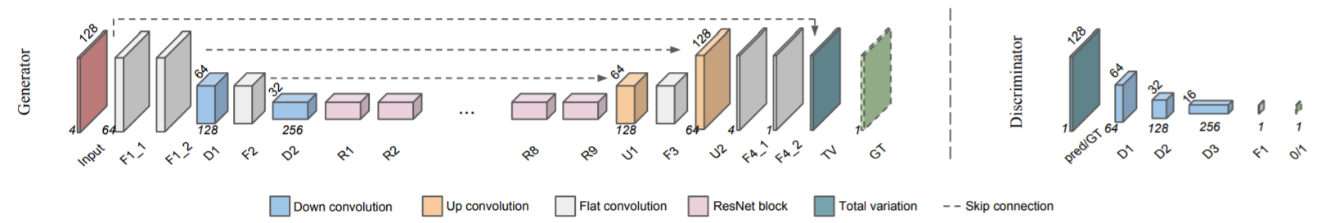 Generator
128
4
Input
64
F1_1
F1_2
64
128
D1
F2
32
256
D2
R1
R2
...
R8
R9
64
128
U1
F3
128
64
U2
4
F4_1
1
F4_2
TV
1
GT
Discriminator
128
1
pred/GT
64
64
D1
32
128
D2
16
256
D3
1
F1
1
0/1
Down convolution
Up convolution
Flat convolution
ResNet block
Total variation
Skip connection